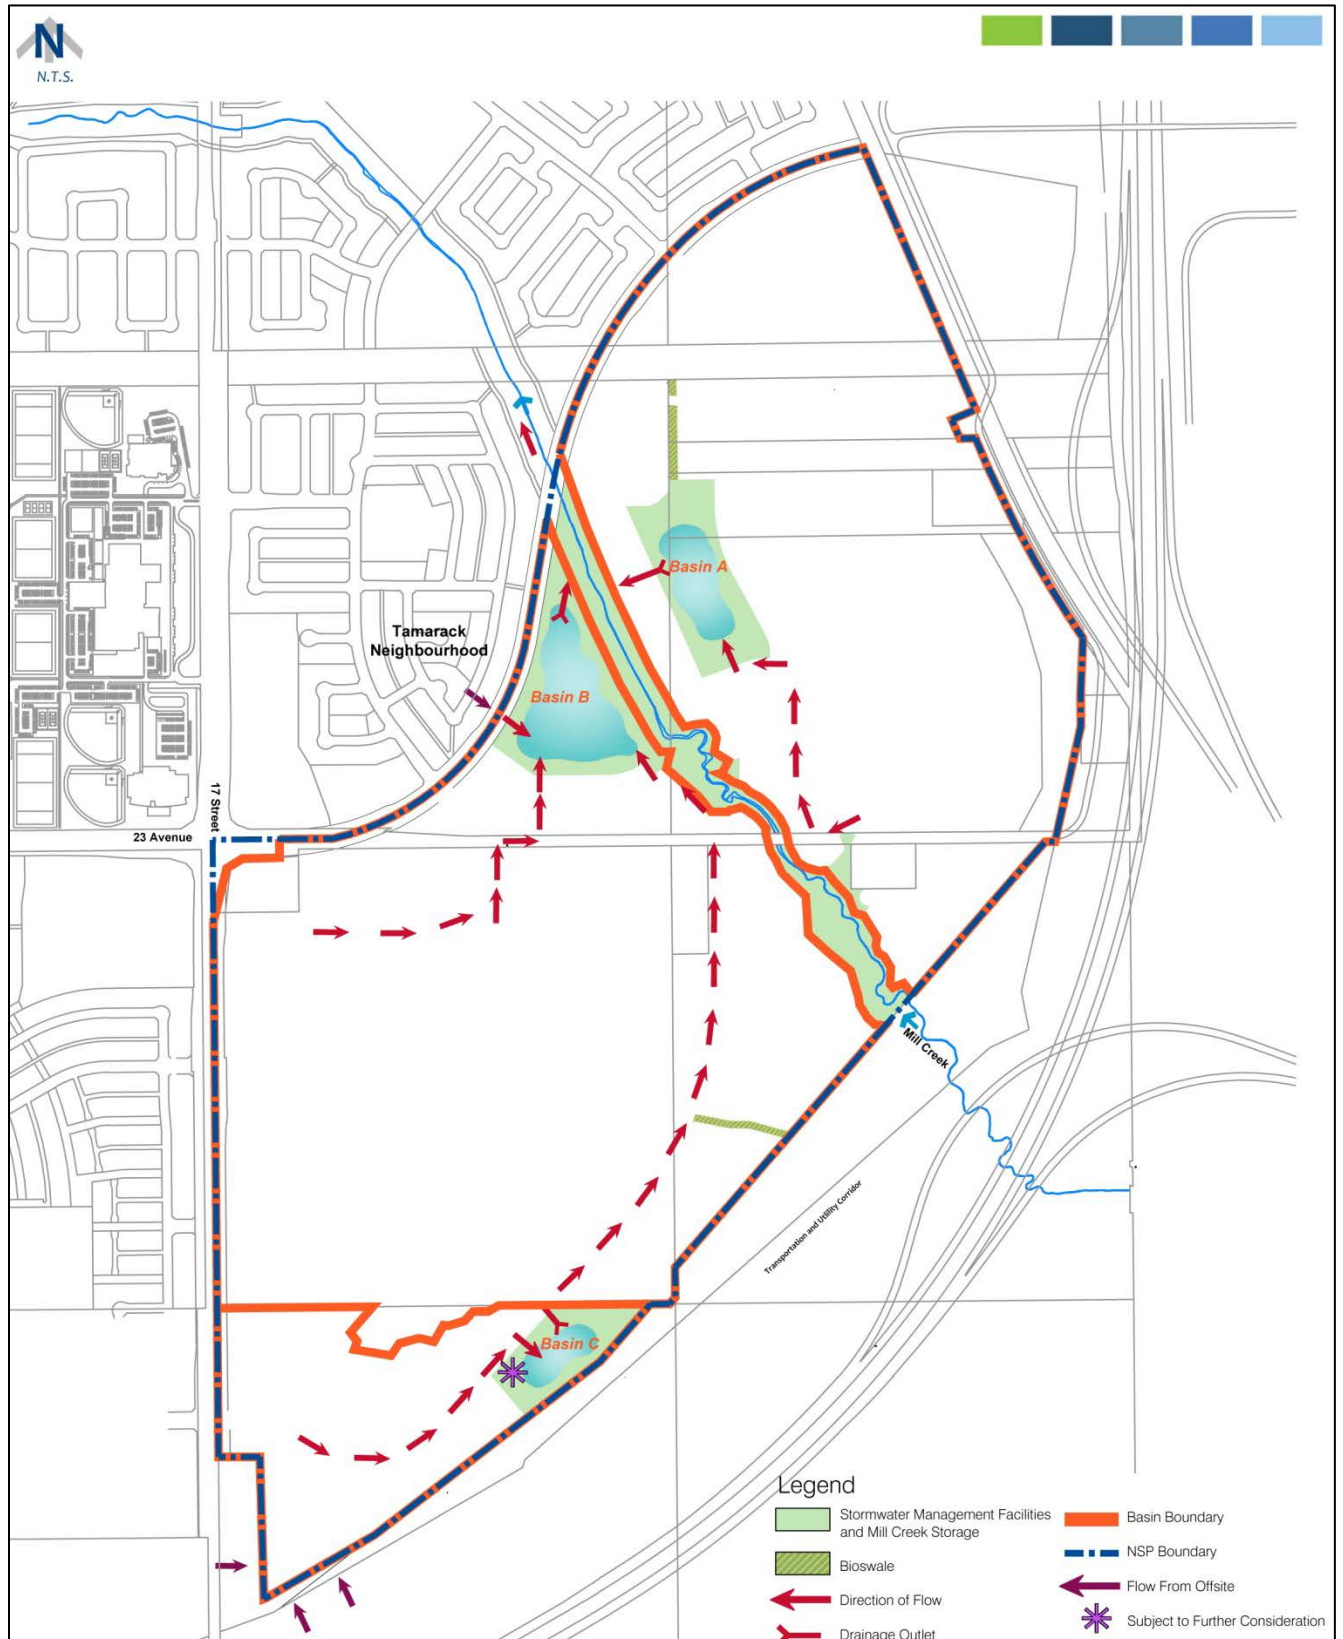 N
N.T.S.
Tamarack
Neighbourhood
Basin A
Basin B
17 Street
23 Avenue
Mill Creek
Transportation and Utility Corridor
Basin C
Legend
Stormwater Management Facilities
and Mill Creek Storage
Bioswale
Direction of Flow
Drainage Outlet
Basin Boundary
NSP Boundary
Flow From Offsite
Subject to Further Consideration